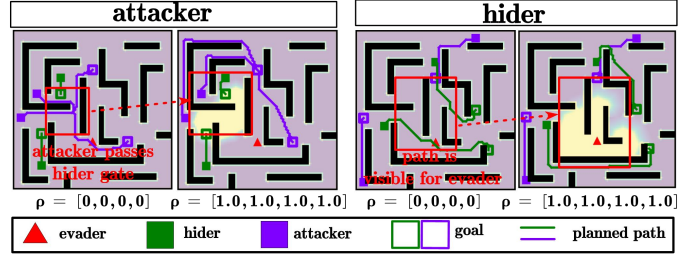 attacker
hider
attacker passes
hider gate
path is
visible for evader
ρ = [0,0,0,0]
ρ = [1.0,1.0,1.0,1.0]
ρ = [0,0,0,0]
ρ = [1.0, 1.0, 1.0, 1.0]
evader
hider
attacker
goal
planned path